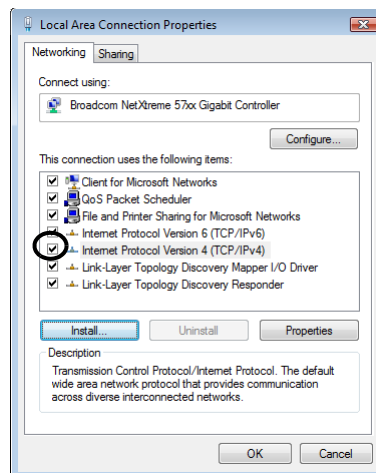 Local Area Connection Properties
Networking
Sharing
Connect using:
Broadcom NetXtreme 57xx Gigabit Controller
Configure...
This connection uses the following items:
Client for Microsoft Networks
QoS Packet Scheduler
File and Printer Sharing for Microsoft Networks
Internet Protocol Version 6 (TCP/IPv6)
Internet Protocol Version 4 (TCP/IPv4)
Link-Layer Topology Discovery Mapper I/O Driver
Link-Layer Topology Discovery Responder
Install...
Uninstall
Properties
Description
Transmission Control Protocol/Internet Protocol. The default
wide area network protocol that provides communication
across diverse interconnected networks.
OK
Cancel